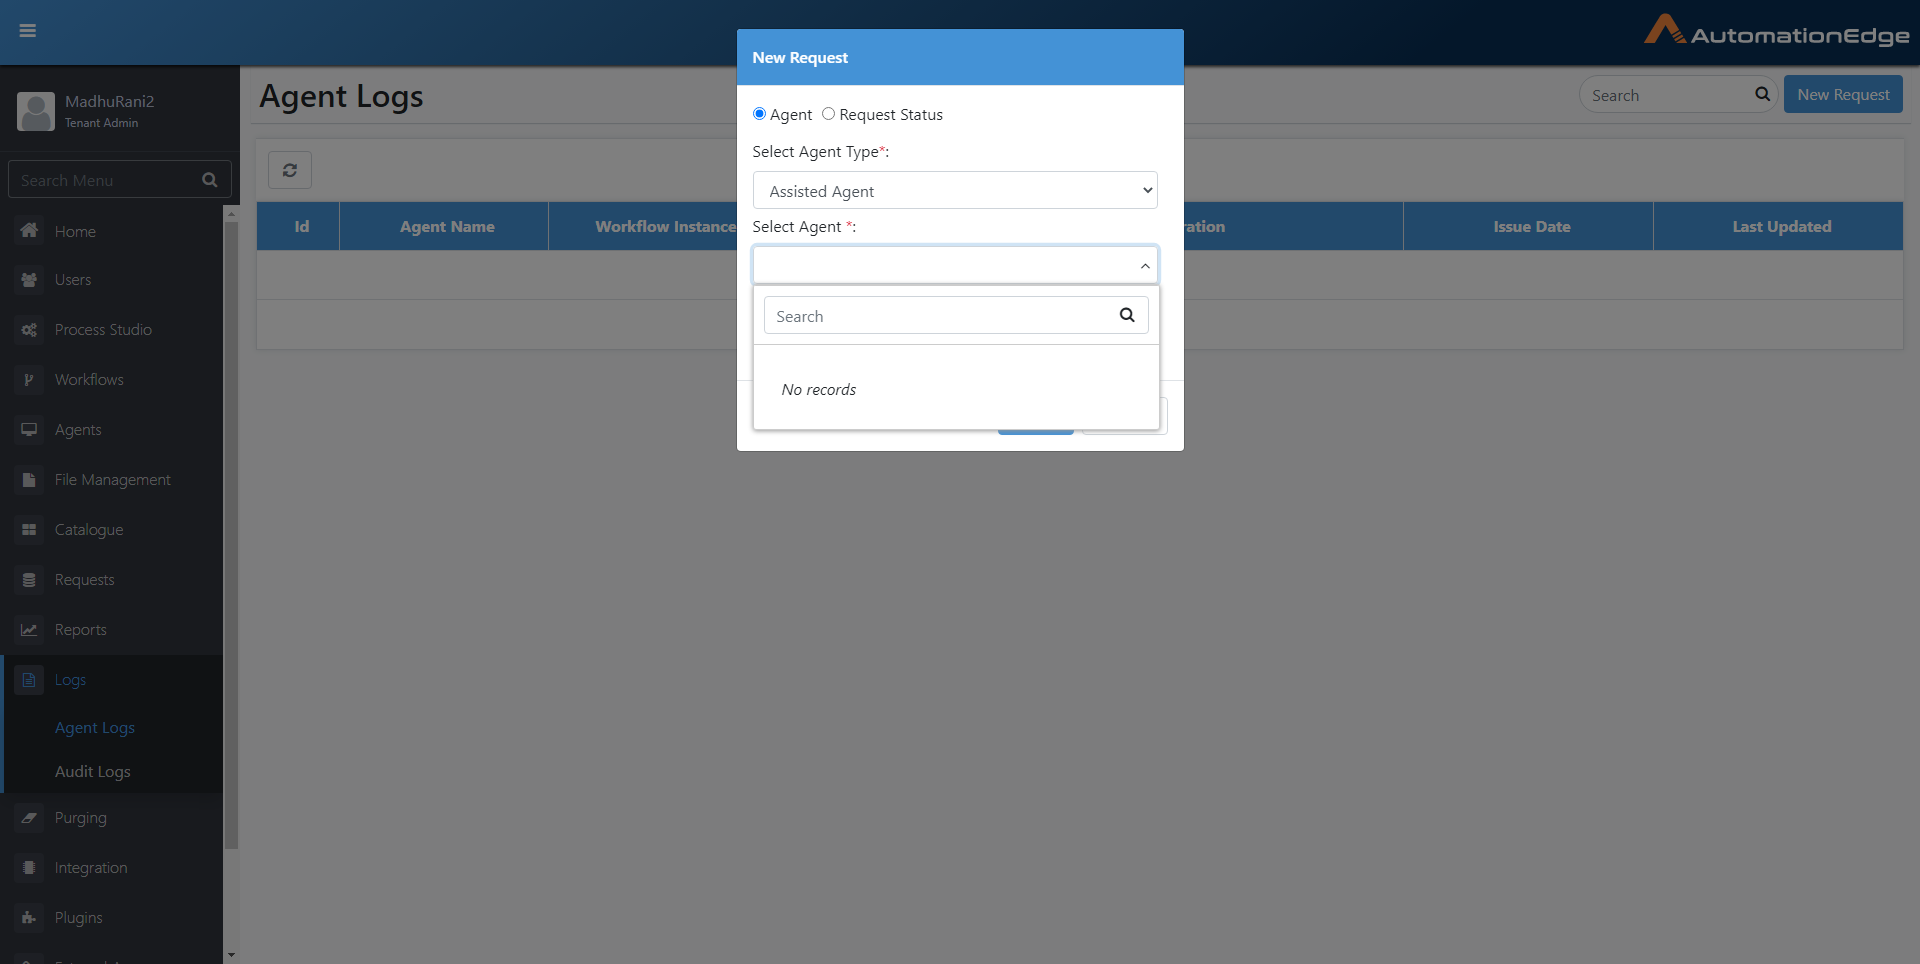 AutomationEdge
MadhuRani2
Tenant Admin
Search Menu
Home
Users
Process Studio
Workflows
Agents
File Management
Catalogue
Requests
Reports
Logs
Agent Logs
Audit Logs
Purging
Integration
Plugins
Agent Logs
Search
New Request
Id
Agent Name
Workflow Instance
Issue Date
Last Updated
New Request
Agent
Request Status
Select Agent Type*:
Assisted Agent
Select Agent *:
Search
No records